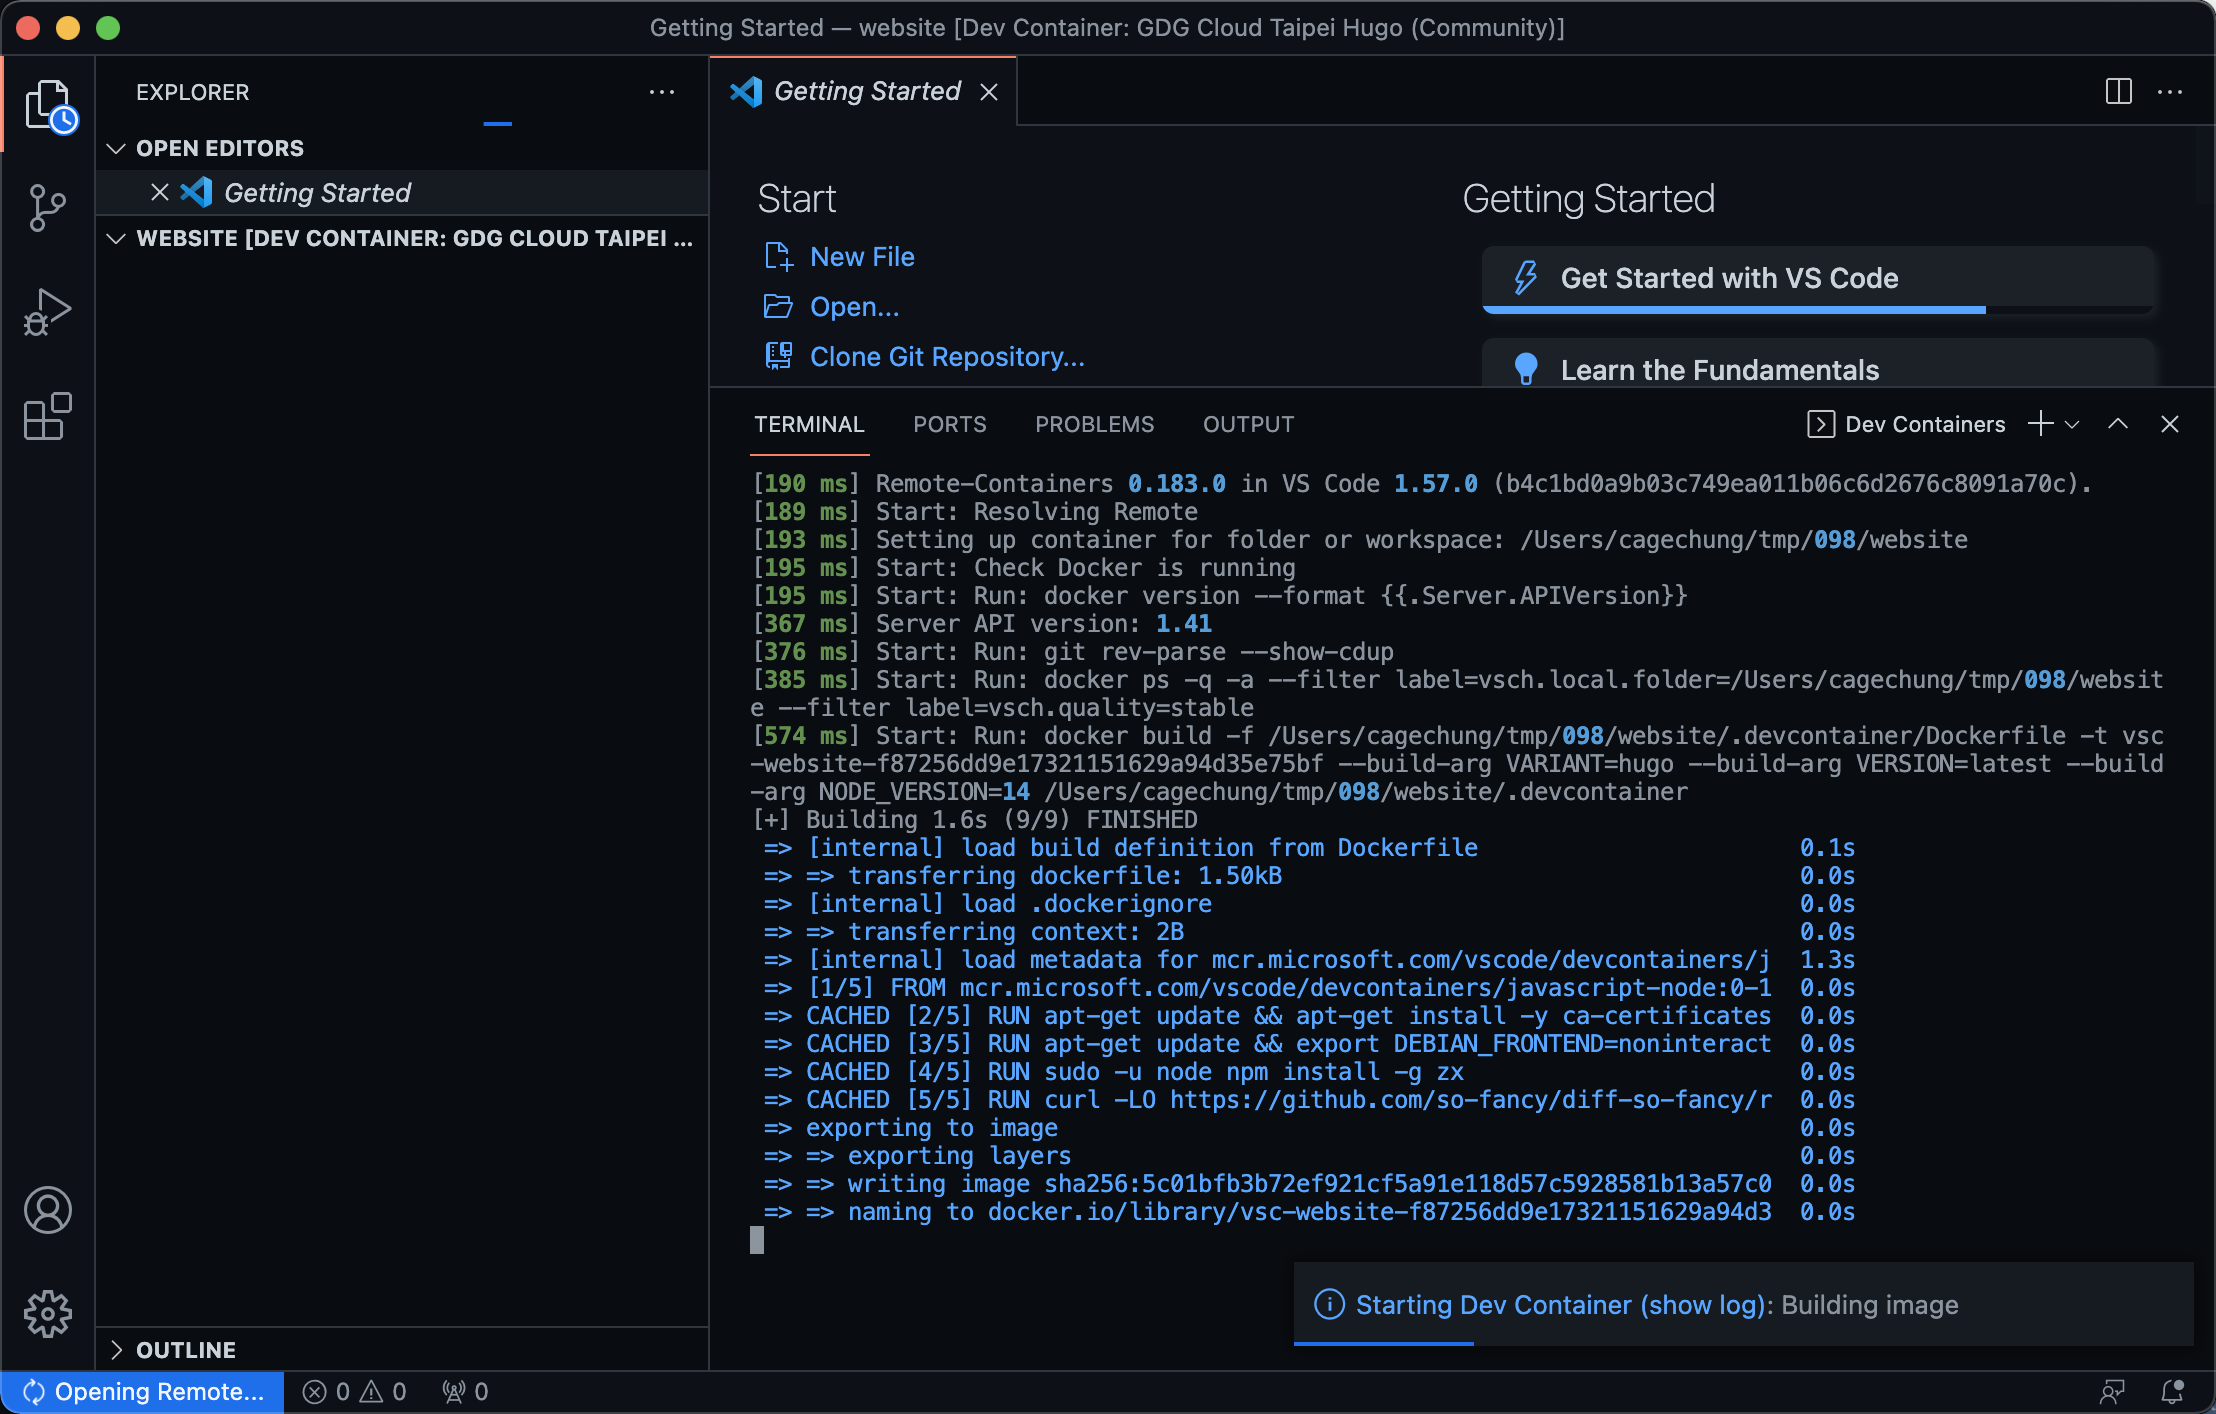 Getting Started — website [Dev Container: GDG Cloud Taipei Hugo (Community)]
EXPLORER
OPEN EDITORS
Getting Started
WEBSITE [DEV CONTAINER: GDG CLOUD TAIPEI ...
OUTLINE
Getting Started
Start
New File
Open...
Clone Git Repository...
Getting Started
Get Started with VS Code
Learn the Fundamentals
TERMINAL PORTS PROBLEMS OUTPUT Dev Containers
[190 ms] Remote-Containers 0.183.0 in VS Code 1.57.0 (b4c1bd0a9b03c749ea011b06c6d2676c8091a70c).
[189 ms] Start: Resolving Remote
[193 ms] Setting up container for folder or workspace: /Users/cagechung/tmp/098/website
[195 ms] Start: Check Docker is running
[195 ms] Start: Run: docker version --format {{.Server.APIVersion}}
[367 ms] Server API version: 1.41
[376 ms] Start: Run: git rev-parse --show-cdup
[385 ms] Start: Run: docker ps -q -a --filter label=vsch.local.folder=/Users/cagechung/tmp/098/websit
e --filter label=vsch.quality=stable
[574 ms] Start: Run: docker build -f /Users/cagechung/tmp/098/website/.devcontainer/Dockerfile -t vsc
-website-f87256dd9e17321151629a94d35e75bf --build-arg VARIANT=hugo --build-arg VERSION=latest --build
-arg NODE_VERSION=14 /Users/cagechung/tmp/098/website/.devcontainer
[+] Building 1.6s (9/9) FINISHED
=> [internal] load build definition from Dockerfile 0.1s
=> => transferring dockerfile: 1.50kB 0.0s
=> [internal] load .dockerignore 0.0s
=> => transferring context: 2B 0.0s
=> [internal] load metadata for mcr.microsoft.com/vscode/devcontainers/j 1.3s
=> [1/5] FROM mcr.microsoft.com/vscode/devcontainers/javascript-node:0-1 0.0s
=> CACHED [2/5] RUN apt-get update && apt-get install -y ca-certificates 0.0s
=> CACHED [3/5] RUN apt-get update && export DEBIAN_FRONTEND=noninteract 0.0s
=> CACHED [4/5] RUN sudo -u node npm install -g zx 0.0s
=> CACHED [5/5] RUN curl -LO https://github.com/so-fancy/diff-so-fancy/r 0.0s
=> exporting to image 0.0s
=> => exporting layers 0.0s
=> => writing image sha256:5c01bfb3b72ef921cf5a91e118d57c5928581b13a57c0 0.0s
=> => naming to docker.io/library/vsc-website-f87256dd9e17321151629a94d3 0.0s
Starting Dev Container (show log): Building image
Opening Remote... 0 0 0